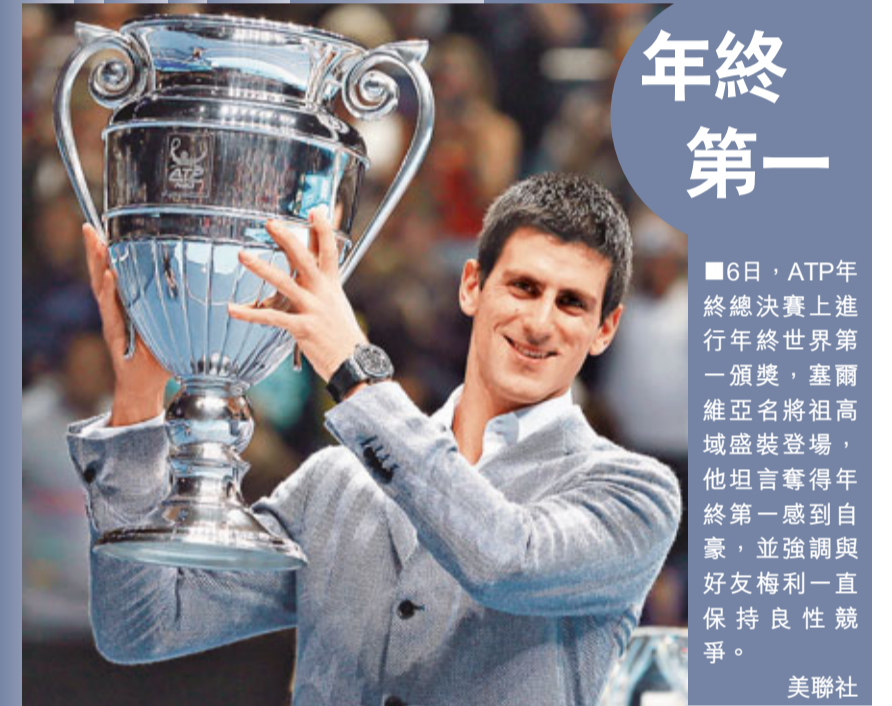 年終
第一
■6日，ATP年
終總決賽上進
行年終世界第
一頒獎，塞爾
維亞名將祖高
域盛裝登場，
他坦言奪得年
終第一感到自
豪，並強調與
好友梅利一直
保持良性競
爭。
美聯社
ATP